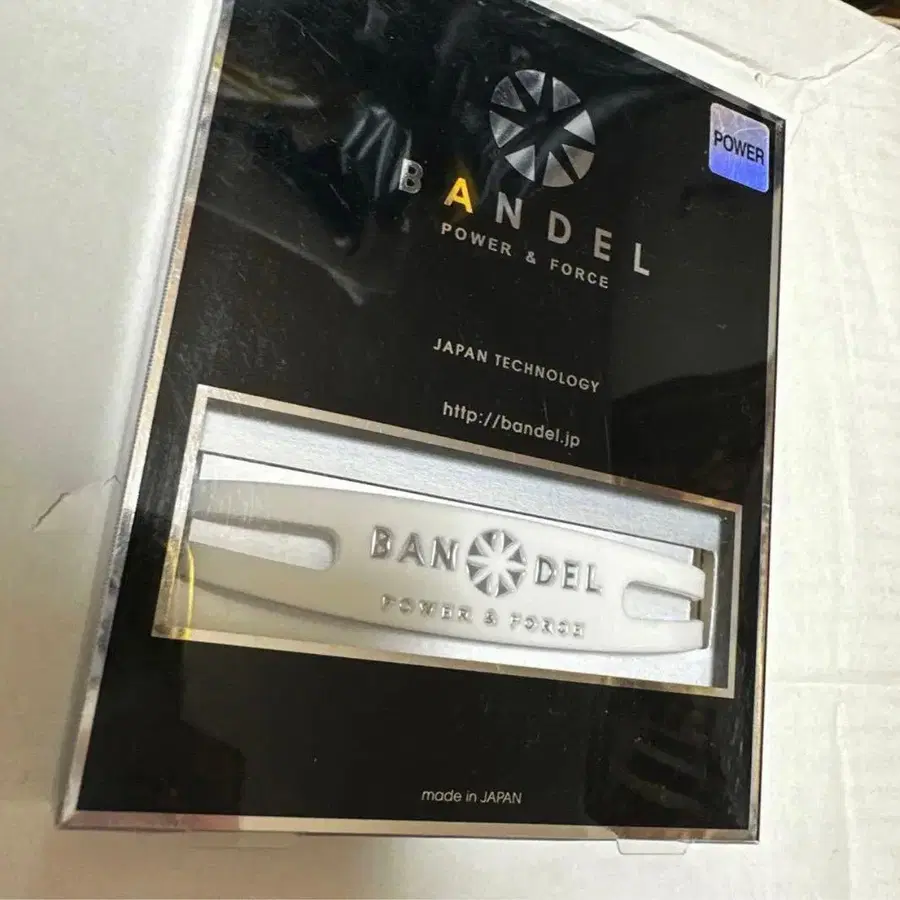 POWER
BANDEL
POWER & FORCE
JAPAN TECHNOLOGY
http://bandel.jp
BAN DEL
POWER & FORCE
made in JAPAN